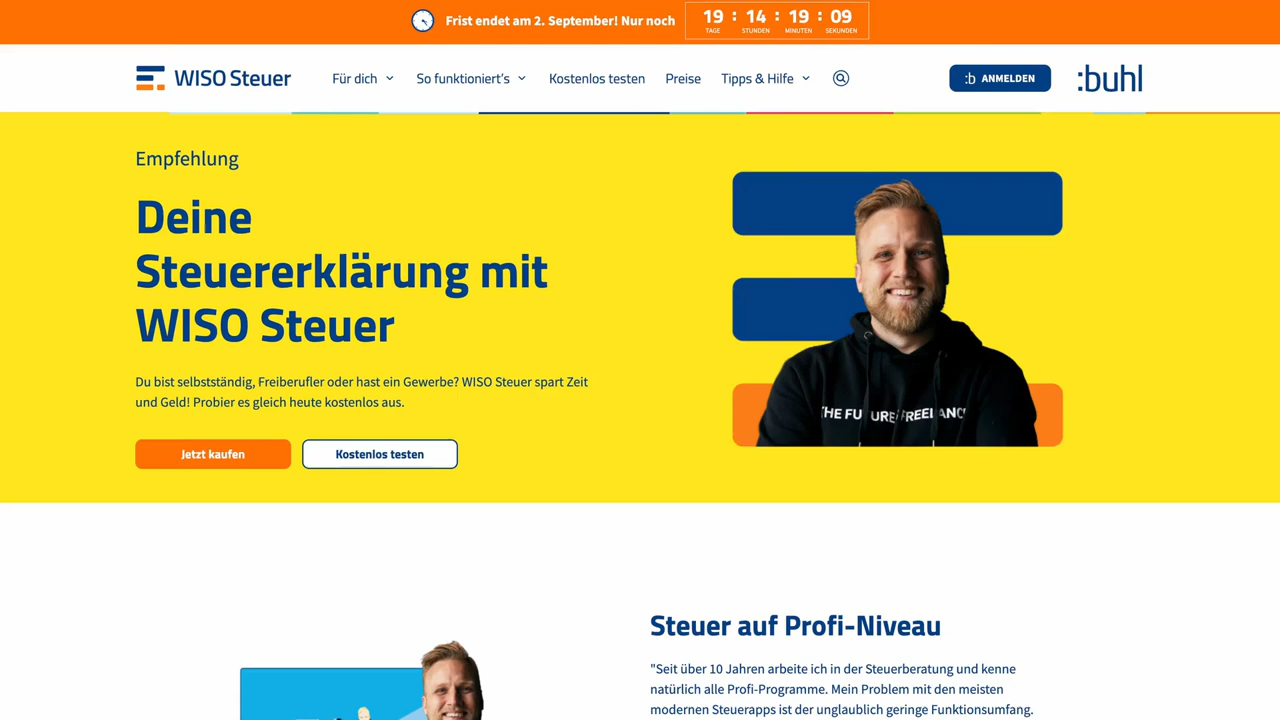 Frist endet am 2. September! Nur noch
19 : 14 : 19 : 09
TAGE STUNDEN MINUTEN SEKUNDEN
WISO Steuer
Für dich
So funktioniert's
Kostenlos testen
Preise
Tipps & Hilfe
:b ANMELDEN
:buhl
Empfehlung
Deine
Steuererklärung mit
WISO Steuer
Du bist selbstständig, Freiberufler oder hast ein Gewerbe? WISO Steuer spart Zeit
und Geld! Probier es gleich heute kostenlos aus.
Jetzt kaufen
Kostenlos testen
Steuer auf Profi-Niveau
"Seit über 10 Jahren arbeite ich in der Steuerberatung und kenne
natürlich alle Profi-Programme. Mein Problem mit den meisten
modernen Steuerapps ist der unglaublich geringe Funktionsumfang.